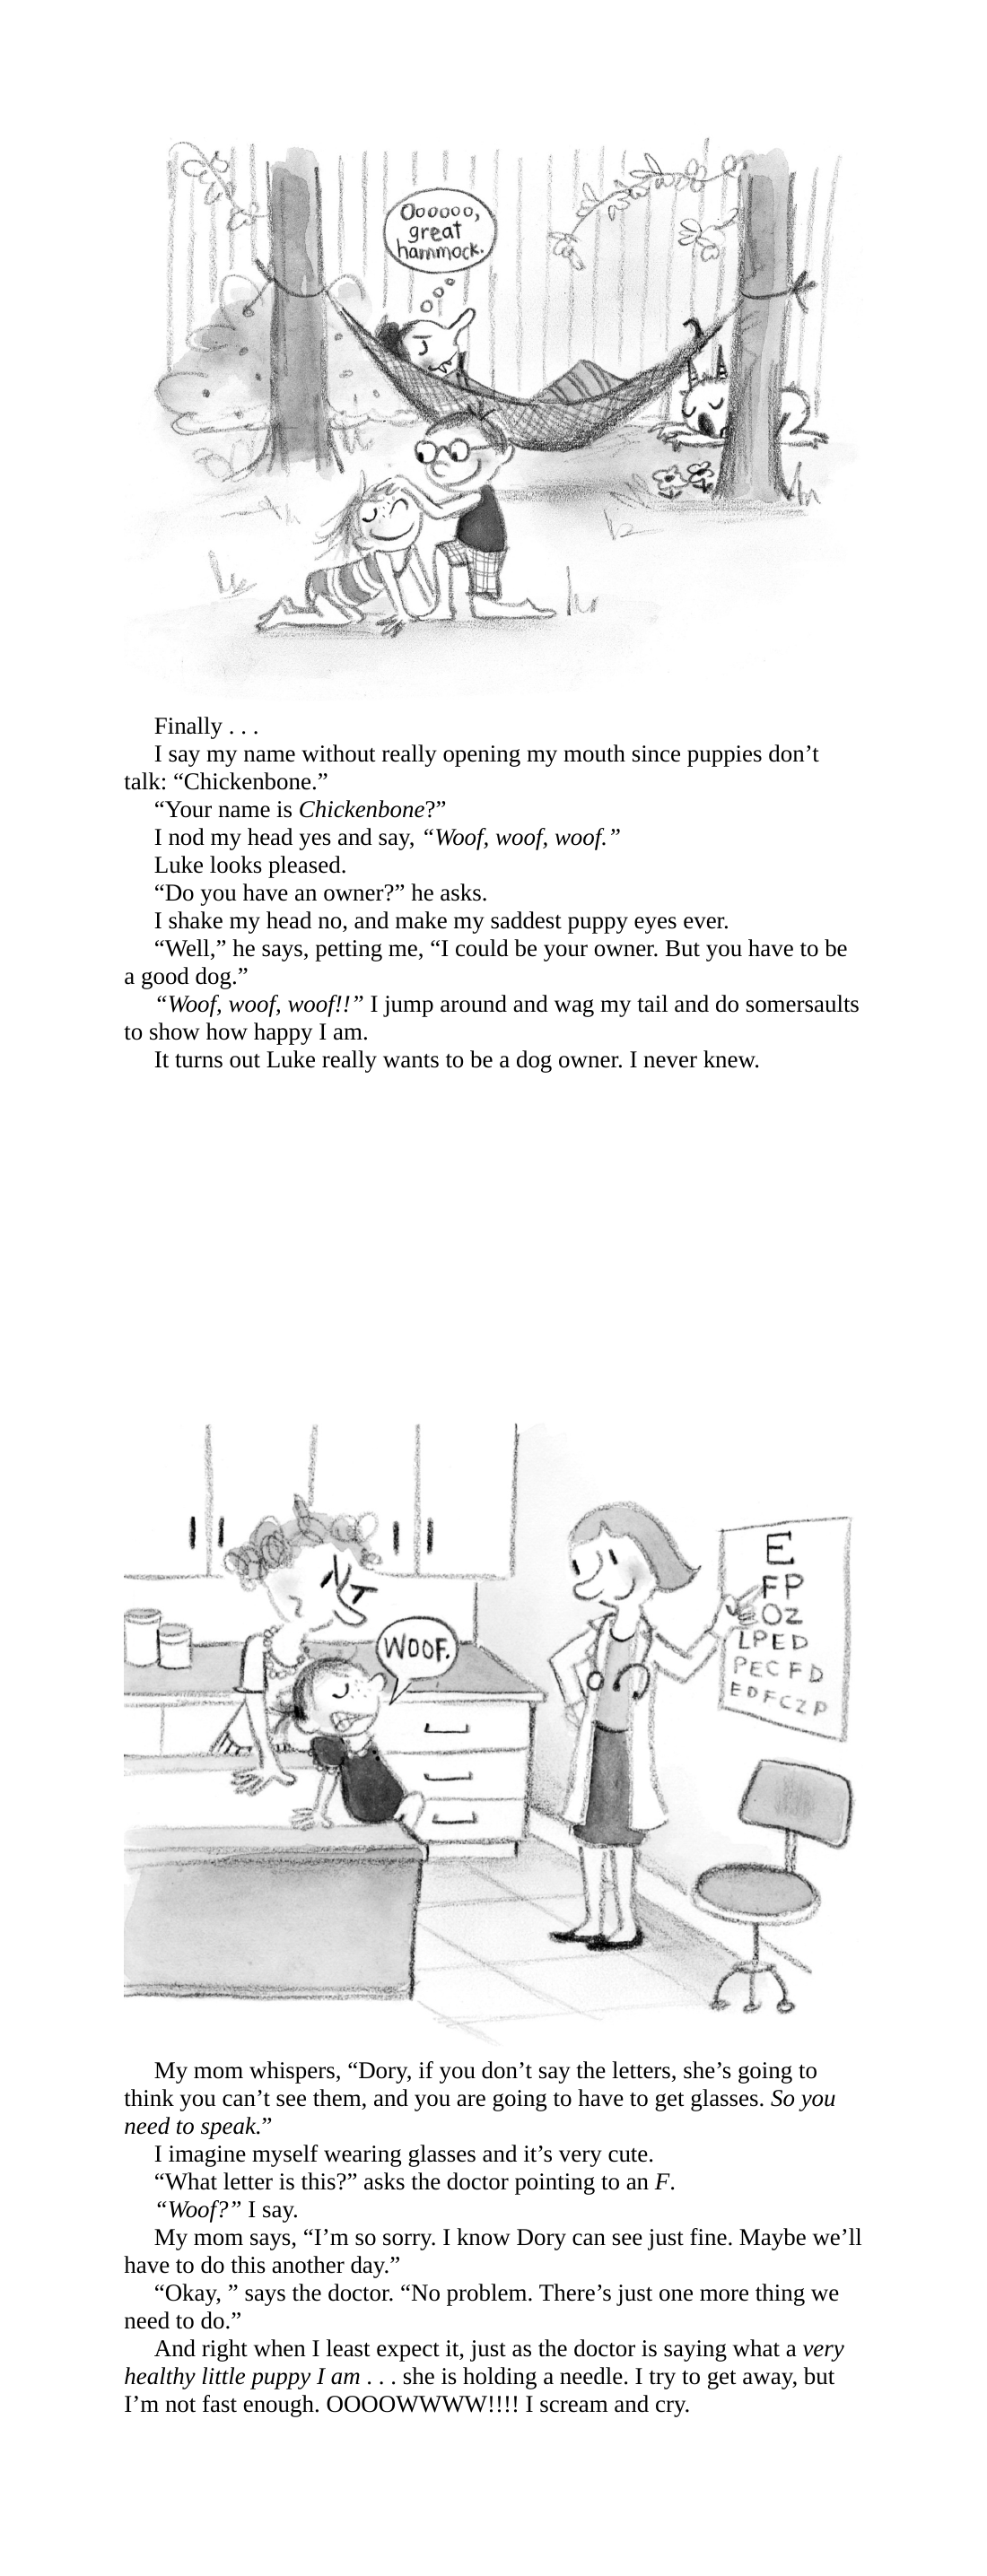 Oooooo,
great
hammock.
Finally . . .
I say my name without really opening my mouth since puppies don’t
talk: “Chickenbone.”
“Your name is Chickenbone?”
I nod my head yes and say, “Woof, woof, woof.”
Luke looks pleased.
“Do you have an owner?” he asks.
I shake my head no, and make my saddest puppy eyes ever.
“Well,” he says, petting me, “I could be your owner. But you have to be
a good dog.”
“Woof, woof, woof!!” I jump around and wag my tail and do somersaults
to show how happy I am.
It turns out Luke really wants to be a dog owner. I never knew.
E
FP
OZ
LPED
PECFD
EDFCZP
WOOF.
My mom whispers, “Dory, if you don’t say the letters, she’s going to
think you can’t see them, and you are going to have to get glasses. So you
need to speak.”
I imagine myself wearing glasses and it’s very cute.
“What letter is this?” asks the doctor pointing to an F.
“Woof?” I say.
My mom says, “I’m so sorry. I know Dory can see just fine. Maybe we’ll
have to do this another day.”
“Okay, ” says the doctor. “No problem. There’s just one more thing we
need to do.”
And right when I least expect it, just as the doctor is saying what a very
healthy little puppy I am . . . she is holding a needle. I try to get away, but
I’m not fast enough. OOOOWWWW!!!! I scream and cry.